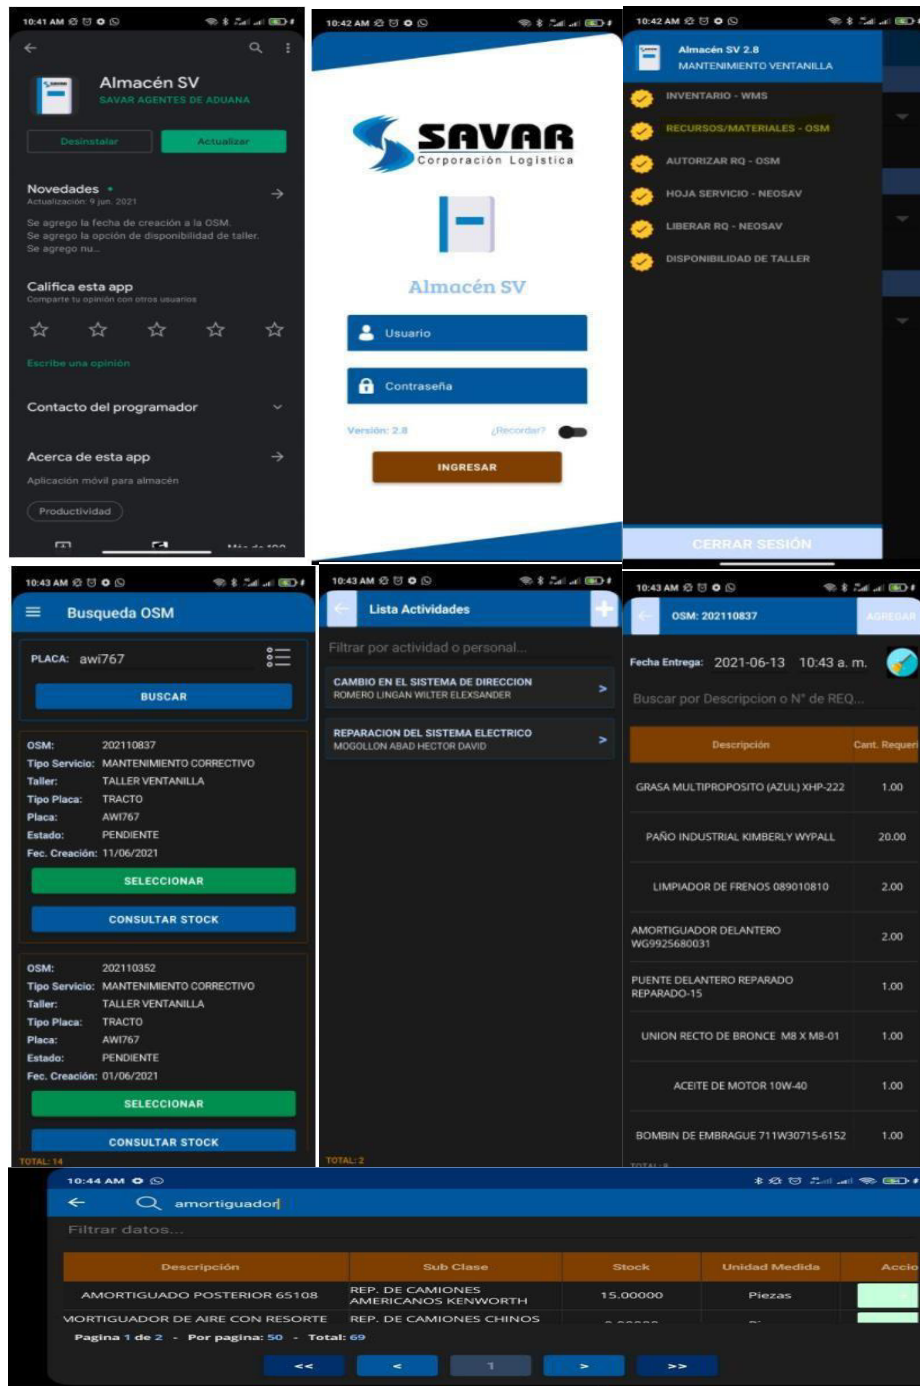 10:41 AM
Almacén SV
SAVAR AGENTES DE ADUANA
Desinstalar
Actualizar
Novedades
Actualización: 9 jun. 2021
Se agrego la fecha de creación a la OSM.
Se agrego la opción de disponibilidad de taller.
Se agrego nu...
Califica esta app
Comparte tu opinión con otros usuarios
Escribe una opinión
Contacto del programador
Acerca de esta app
Aplicación móvil para almacén
Productividad
10:42 AM
SAVAR
Corporación Logística
Almacén SV
Usuario
Contraseña
Versión: 2.8
¿Recordar?
INGRESAR
10:42 AM
Almacén SV 2.8
MANTENIMIENTO VENTANILLA
INVENTARIO - WMS
RECURSOS/MATERIALES - OSM
AUTORIZAR RQ - OSM
HOJA SERVICIO - NEOSAV
LIBERAR RQ - NEOSAV
DISPONIBILIDAD DE TALLER
CERRAR SESIÓN
10:43 AM
Busqueda OSM
PLACA: awi767
BUSCAR
OSM: 202110837
Tipo Servicio: MANTENIMIENTO CORRECTIVO
Taller: TALLER VENTANILLA
Tipo Placa: TRACTO
Placa: AWI767
Estado: PENDIENTE
Fec. Creación: 11/06/2021
SELECCIONAR
CONSULTAR STOCK
OSM: 202110352
Tipo Servicio: MANTENIMIENTO CORRECTIVO
Taller: TALLER VENTANILLA
Tipo Placa: TRACTO
Placa: AWI767
Estado: PENDIENTE
Fec. Creación: 01/06/2021
SELECCIONAR
CONSULTAR STOCK
TOTAL: 14
10:43 AM
Lista Actividades
Filtrar por actividad o personal...
CAMBIO EN EL SISTEMA DE DIRECCION
ROMERO LINGAN WILTER ELEXSANDER
REPARACION DEL SISTEMA ELECTRICO
MOGOLLON ABAD HECTOR DAVID
TOTAL: 2
10:43 AM
OSM: 202110837
AGREGAR
Fecha Entrega: 2021-06-13 10:43 a. m.
Buscar por Descripcion o N° de REQ...
Descripción Cant. Requeri
GRASA MULTIPROPOSITO (AZUL) XHP-222 1.00
PAÑO INDUSTRIAL KIMBERLY WYPALL 20.00
LIMPIADOR DE FRENOS 089010810 2.00
AMORTIGUADOR DELANTERO
WG9925680031 2.00
PUENTE DELANTERO REPARADO
REPARADO-15 1.00
UNION RECTO DE BRONCE M8 X M8-01 1.00
ACEITE DE MOTOR 10W-40 1.00
BOMBIN DE EMBRAGUE 711W30715-6152 1.00
10:44 AM
amortiguador
Filtrar datos...
Descripción Sub Clase Stock Unidad Medida Accio
AMORTIGUADO POSTERIOR 65108 REP. DE CAMIONES AMERICANOS KENWORTH 15.00000 Piezas
MORTIGUADOR DE AIRE CON RESORTE REP. DE CAMIONES CHINOS
Pagina 1 de 2 - Por pagina: 50 - Total: 69
<< < 1 > >>